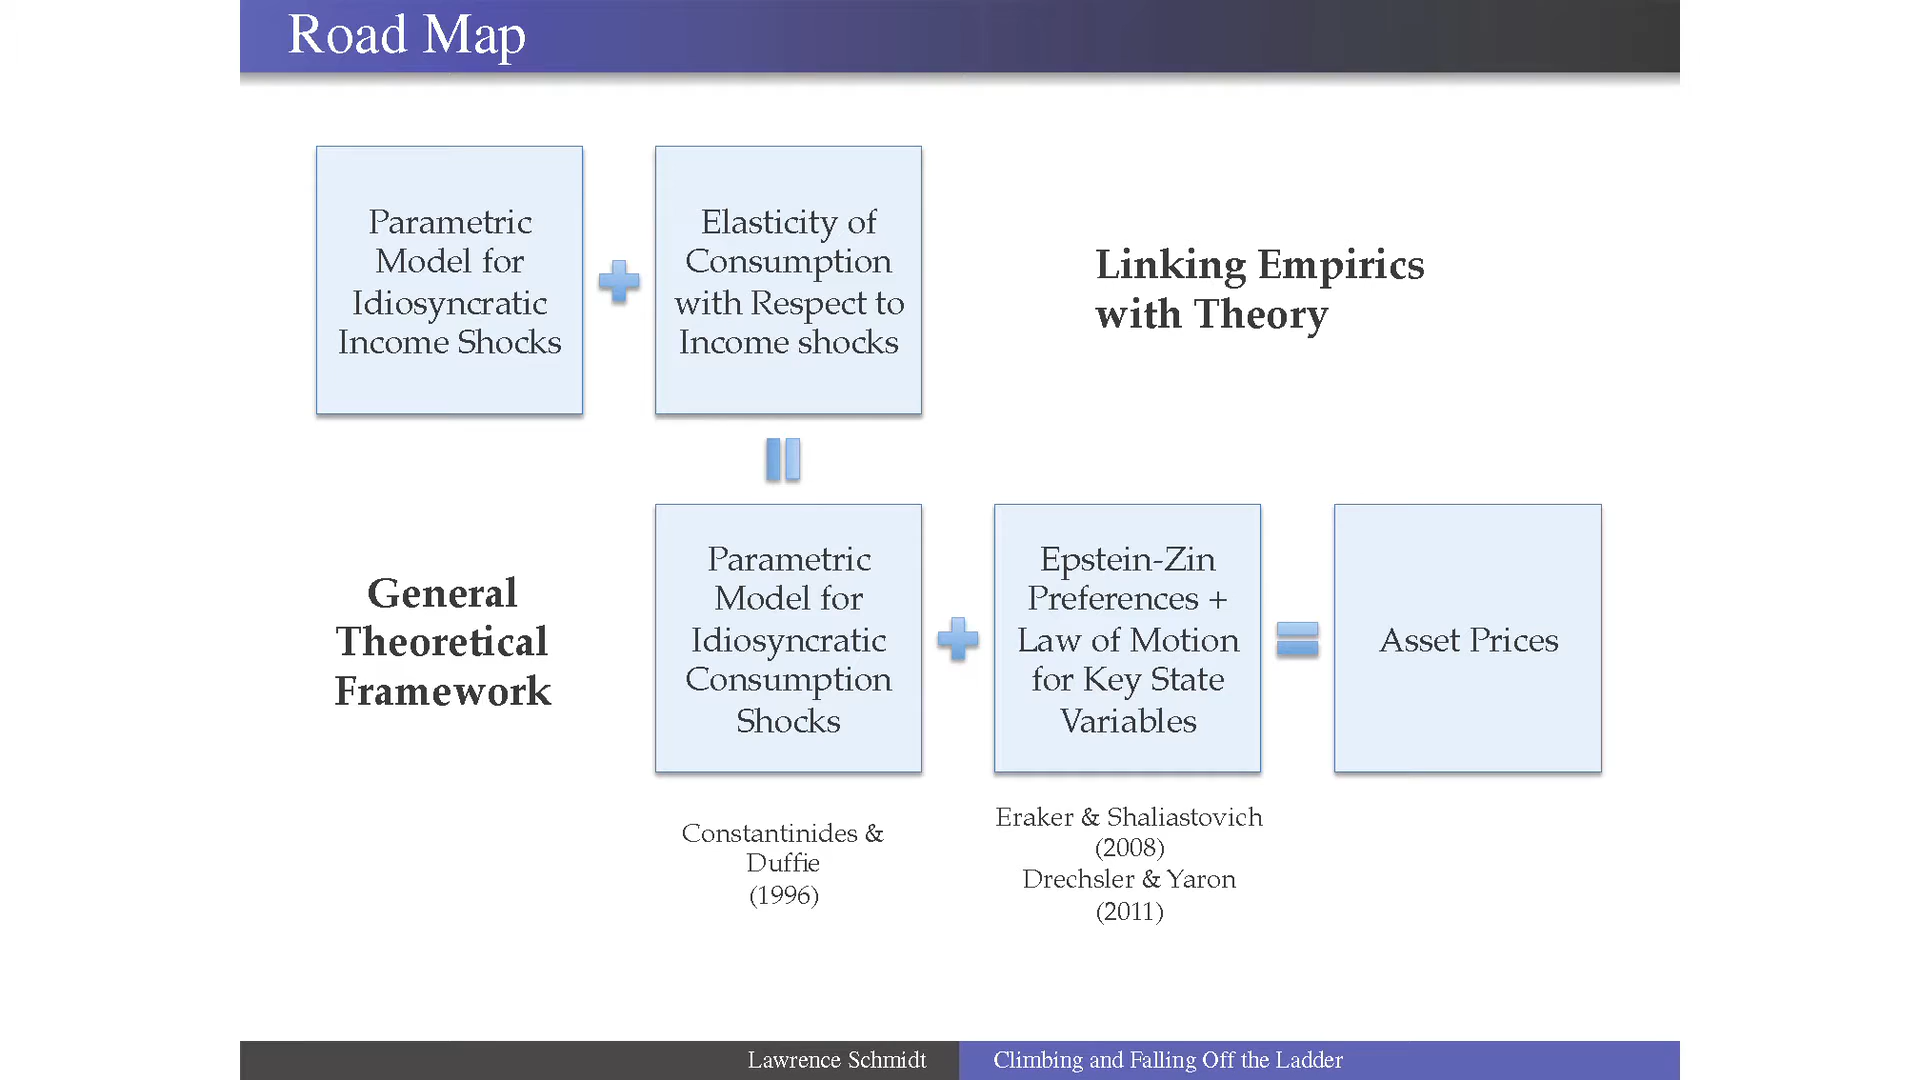 Road Map
Parametric
Model for
Idiosyncratic
Income Shocks
Elasticity of
Consumption
with Respect to
Income shocks
Linking Empirics
with Theory
General
Theoretical
Framework
Parametric
Model for
Idiosyncratic
Consumption
Shocks
Epstein-Zin
Preferences +
Law of Motion
for Key State
Variables
Asset Prices
Constantinides &
Duffie
(1996)
Eraker & Shaliastovich
(2008)
Drechsler & Yaron
(2011)
Lawrence Schmidt
Climbing and Falling Off the Ladder